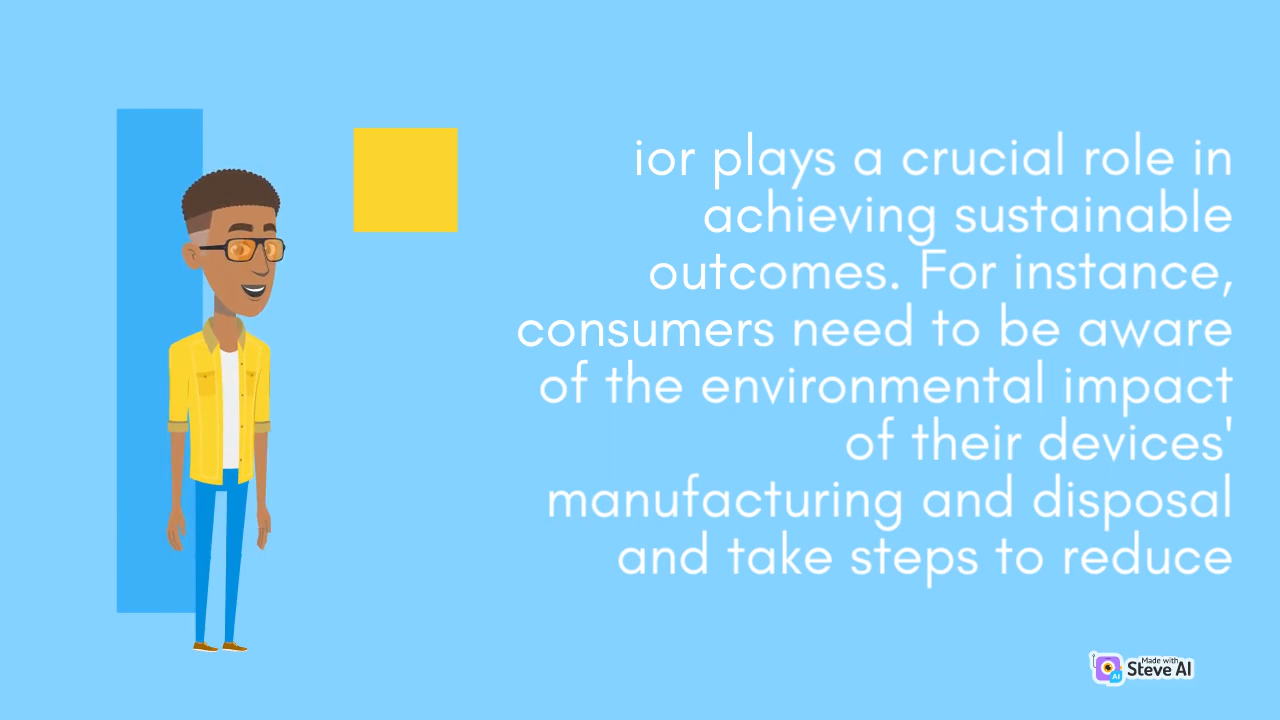 ior plays a crucial role in
achieving sustainable
outcomes. For instance,
consumers need to be aware
of the environmental impact
of their devices'
manufacturing and disposal
and take steps to reduce
Made with
Steve AI
AI